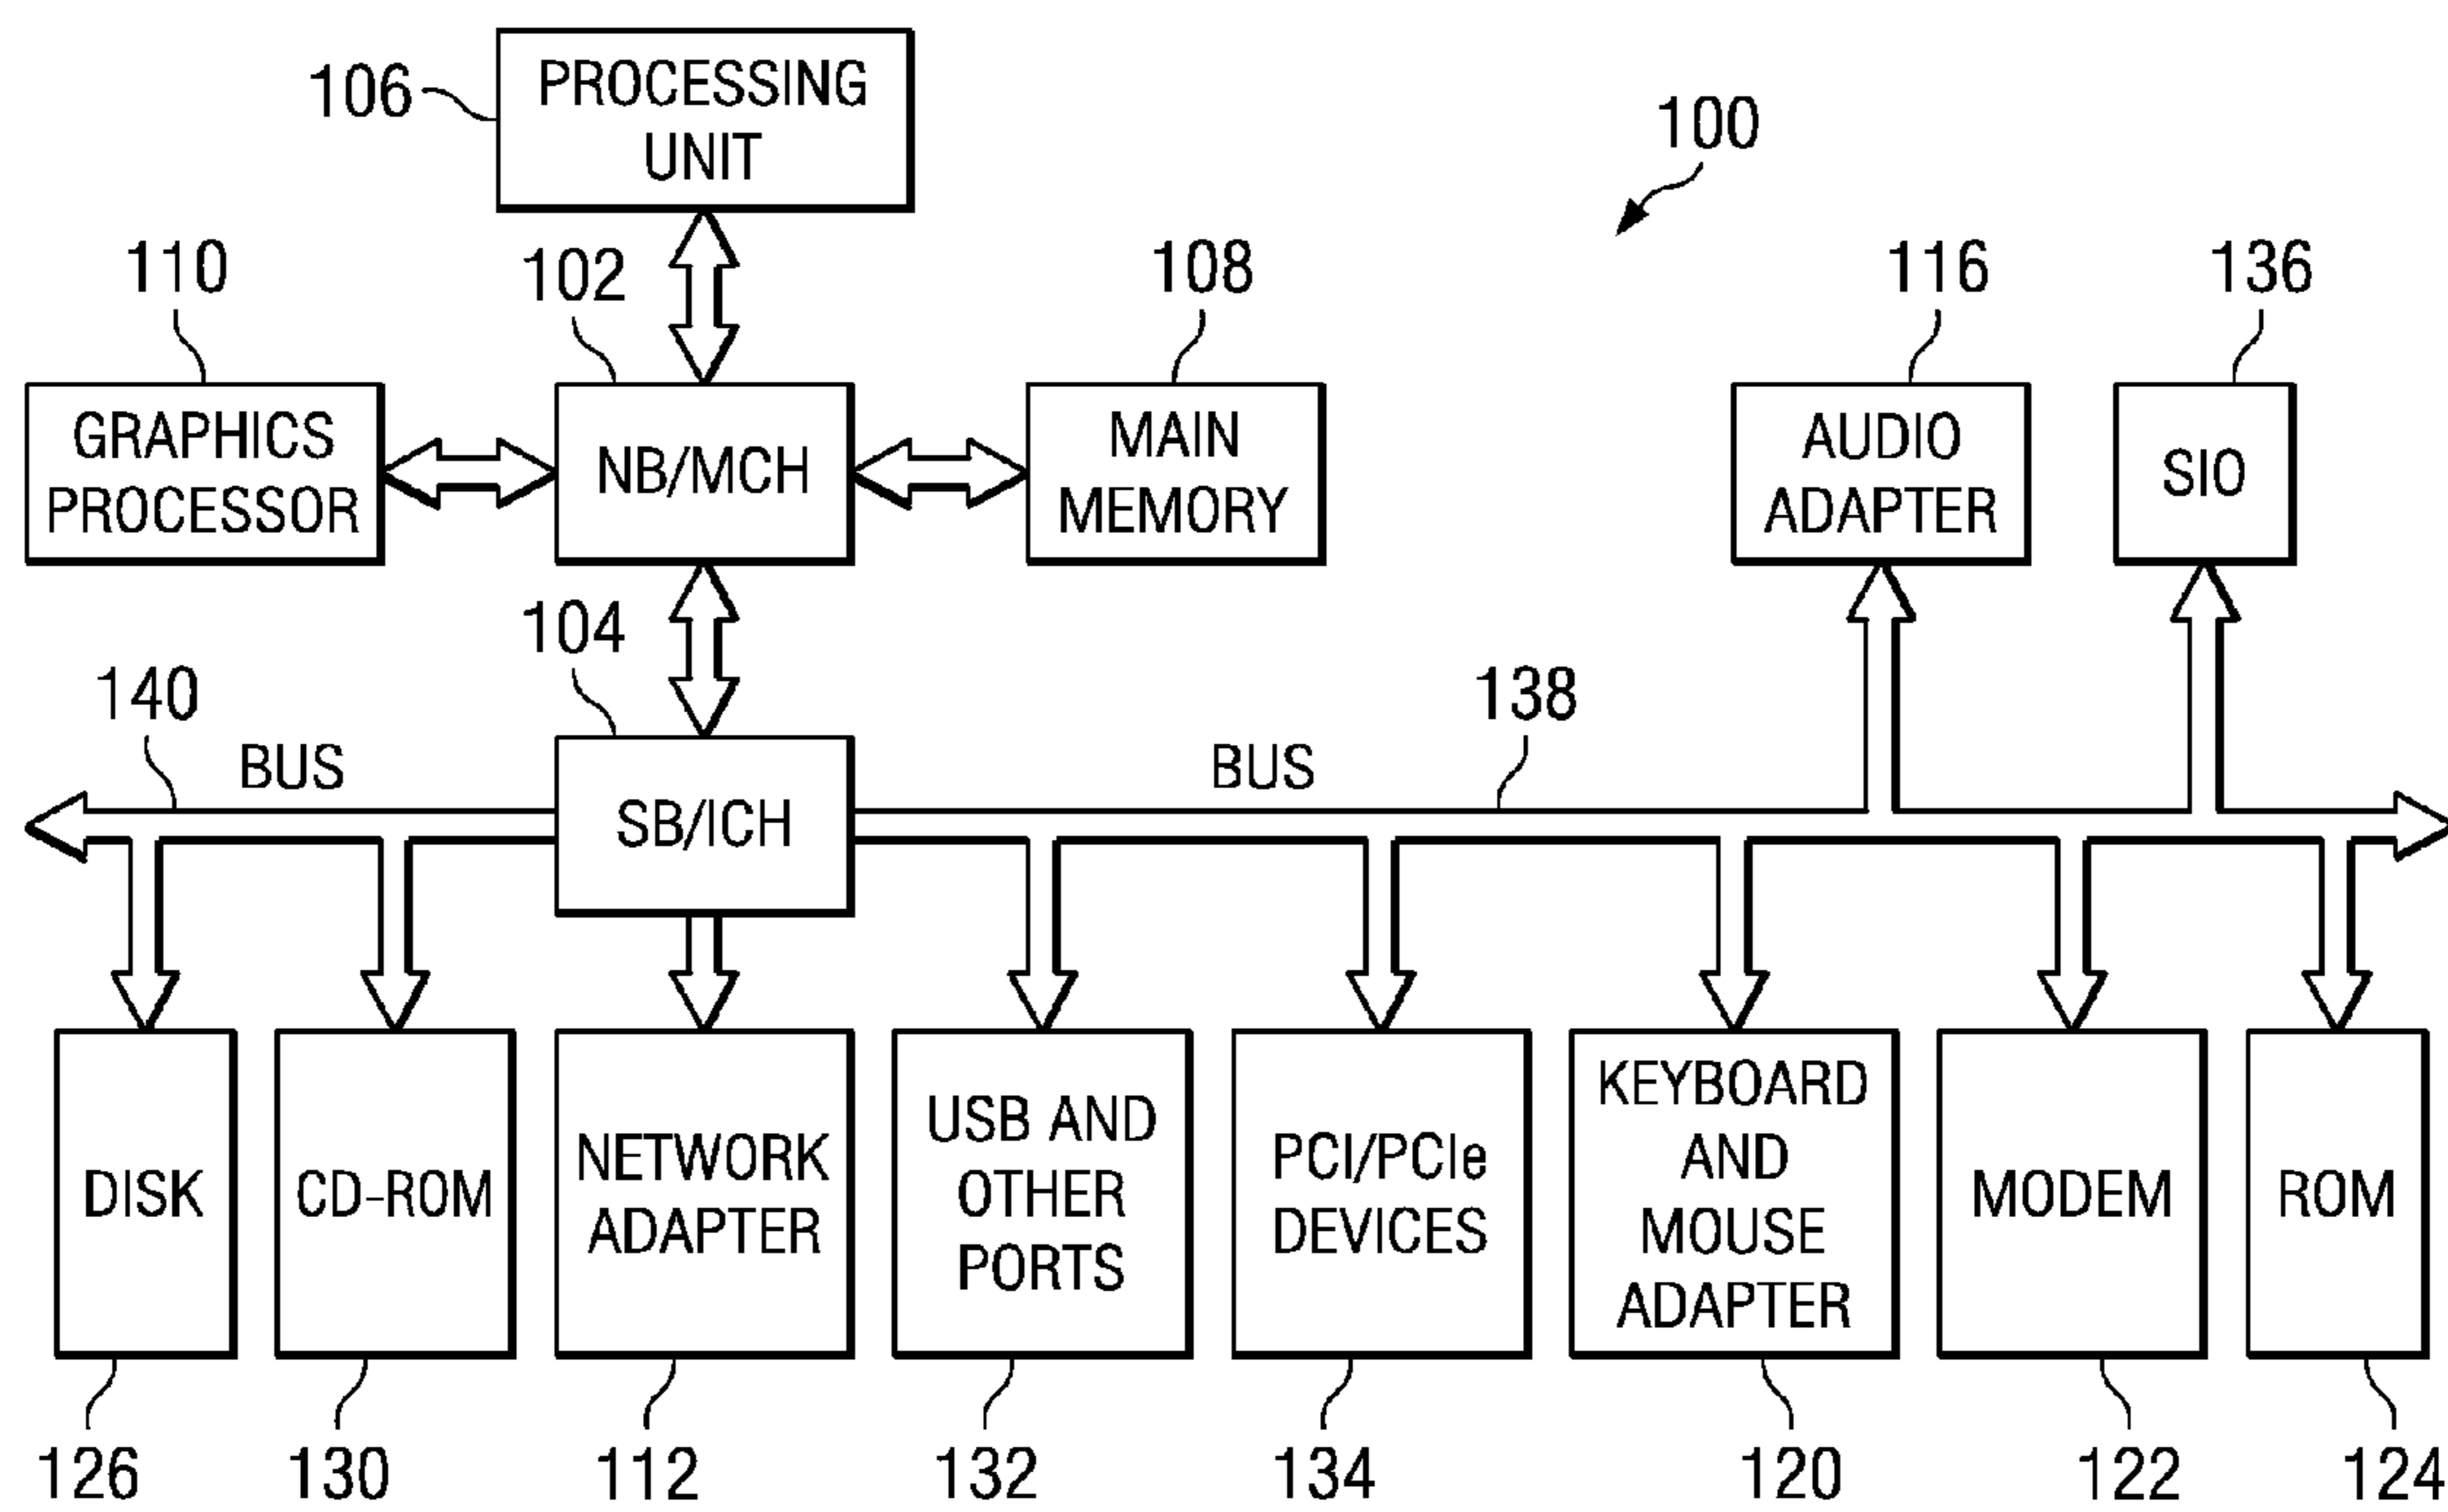 106
PROCESSING
UNIT
100
110
102
108
116
136
GRAPHICS
PROCESSOR
NB/MCH
MAIN
MEMORY
AUDIO
ADAPTER
SIO
104
140
BUS
138
BUS
SB/ICH
DISK
CD-ROM
NETWORK
ADAPTER
USB AND
OTHER
PORTS
PCI/PCIe
DEVICES
KEYBOARD
AND
MOUSE
ADAPTER
MODEM
ROM
126
130
112
132
134
120
122
124